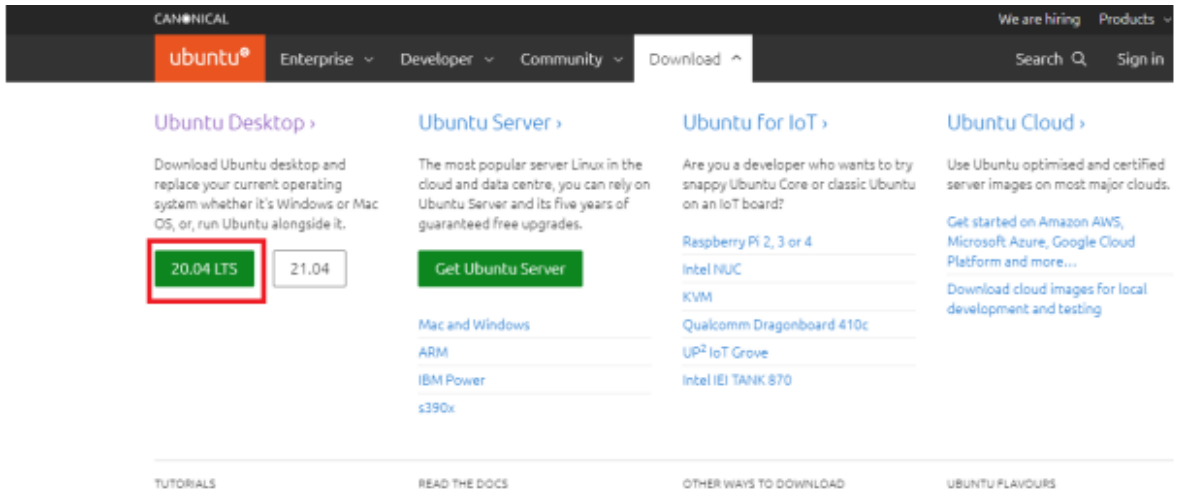 CANONICAL
We are hiring Products
ubuntu® Enterprise Developer Community Download Search Sign in
Ubuntu Desktop ›
Download Ubuntu desktop and
replace your current operating
system whether it's Windows or Mac
OS, or, run Ubuntu alongside it.
20.04 LTS 21.04
Ubuntu Server ›
The most popular server Linux in the
cloud and data centre, you can rely on
Ubuntu Server and its five years of
guaranteed free upgrades.
Get Ubuntu Server
Mac and Windows
ARM
IBM Power
s390x
Ubuntu for IoT ›
Are you a developer who wants to try
snappy Ubuntu Core or classic Ubuntu
on an IoT board?
Raspberry Pi 2, 3 or 4
Intel NUC
KVM
Qualcomm Dragonboard 410c
UP² IoT Grove
Intel IEI TANK 870
Ubuntu Cloud ›
Use Ubuntu optimised and certified
server images on most major clouds.
Get started on Amazon AWS,
Microsoft Azure, Google Cloud
Platform and more...
Download cloud images for local
development and testing
TUTORIALS
READ THE DOCS
OTHER WAYS TO DOWNLOAD
UBUNTU FLAVOURS